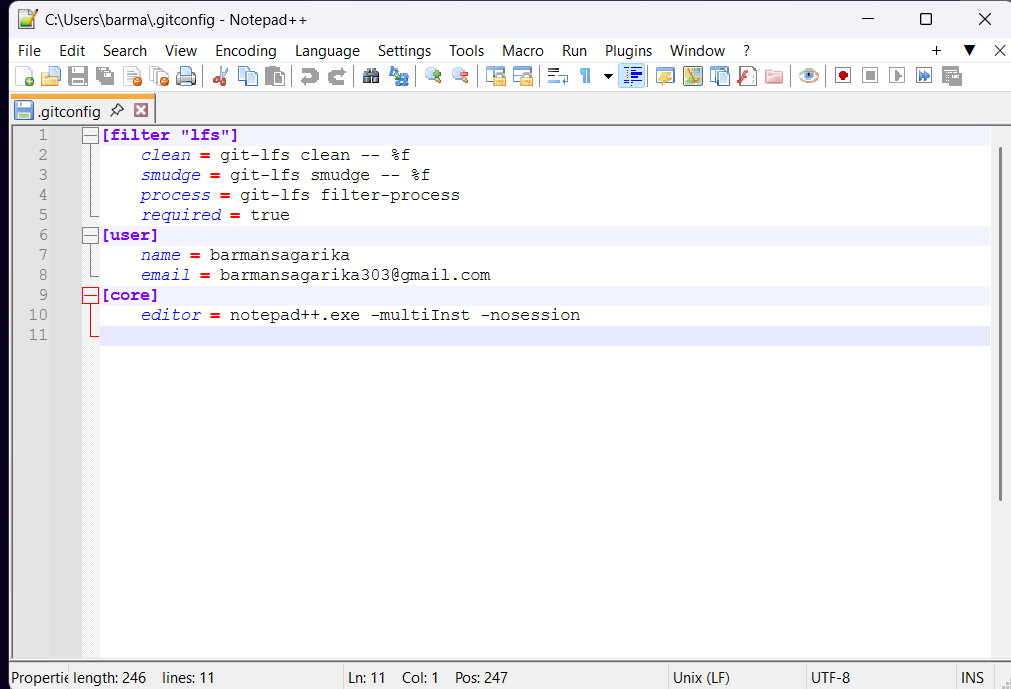 C:\Users\barma\.gitconfig - Notepad++
File Edit Search View Encoding Language Settings Tools Macro Run Plugins Window ?
.gitconfig
1 [filter "lfs"]
2 clean = git-lfs clean -- %f
3 smudge = git-lfs smudge -- %f
4 process = git-lfs filter-process
5 required = true
6 [user]
7 name = barmansagarika
8 email = barmansagarika303@gmail.com
9 [core]
10 editor = notepad++.exe -multiInst -nosession
11
Propertie length: 246 lines: 11 Ln: 11 Col: 1 Pos: 247 Unix (LF) UTF-8 INS